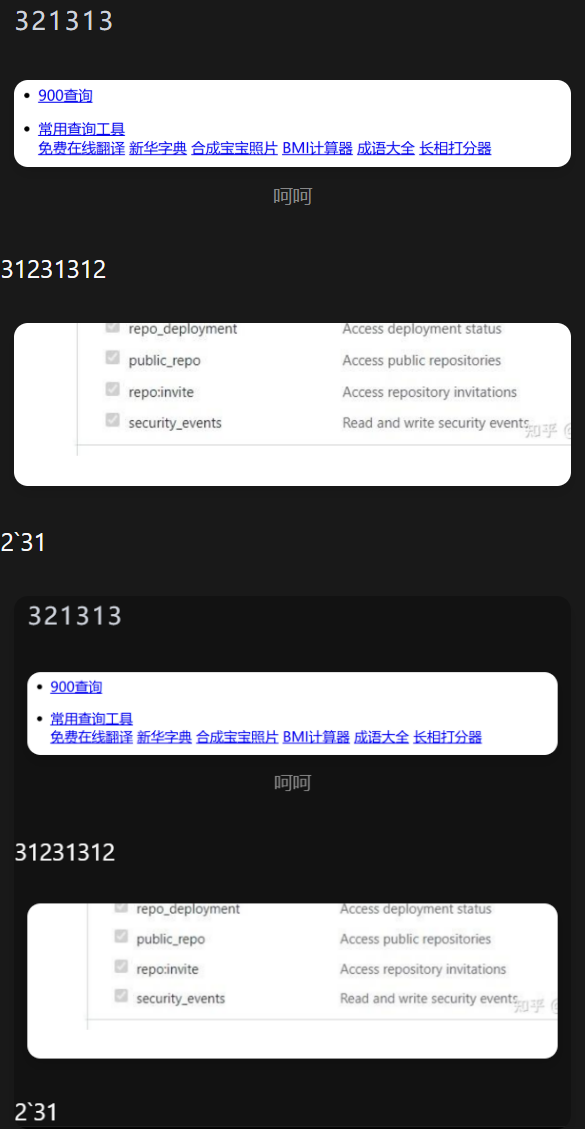 321313
900查询
常用查询工具
免费在线翻译 新华字典 合成宝宝照片 BMI计算器 成语大全 长相打分器
呵呵
31231312
repo_deployment Access deployment status
public_repo Access public repositories
repo:invite Access repository invitations
security_events Read and write security events
知乎 @
2`31
321313
900查询
常用查询工具
免费在线翻译 新华字典 合成宝宝照片 BMI计算器 成语大全 长相打分器
呵呵
31231312
repo_deployment Access deployment status
public_repo Access public repositories
repo:invite Access repository invitations
security_events Read and write security events
知乎 @
2`31